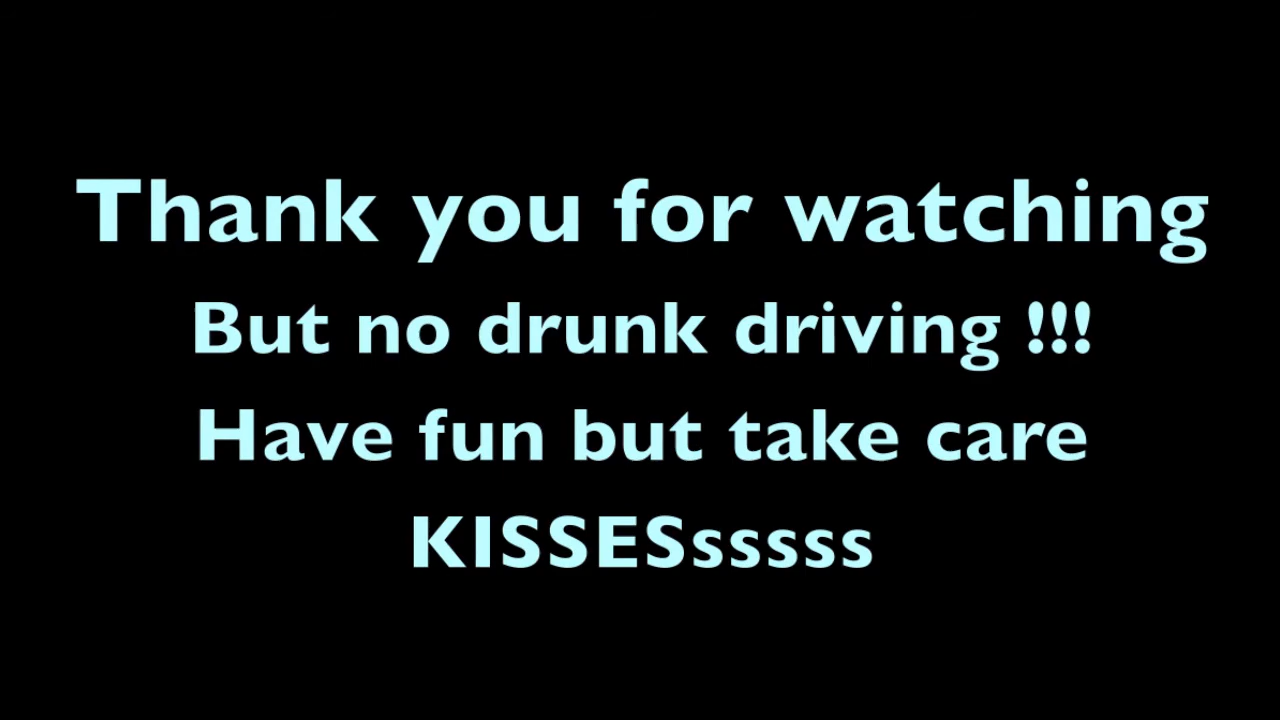 Thank you for watching
But no drunk driving !!!
Have fun but take care
KISSESsssss